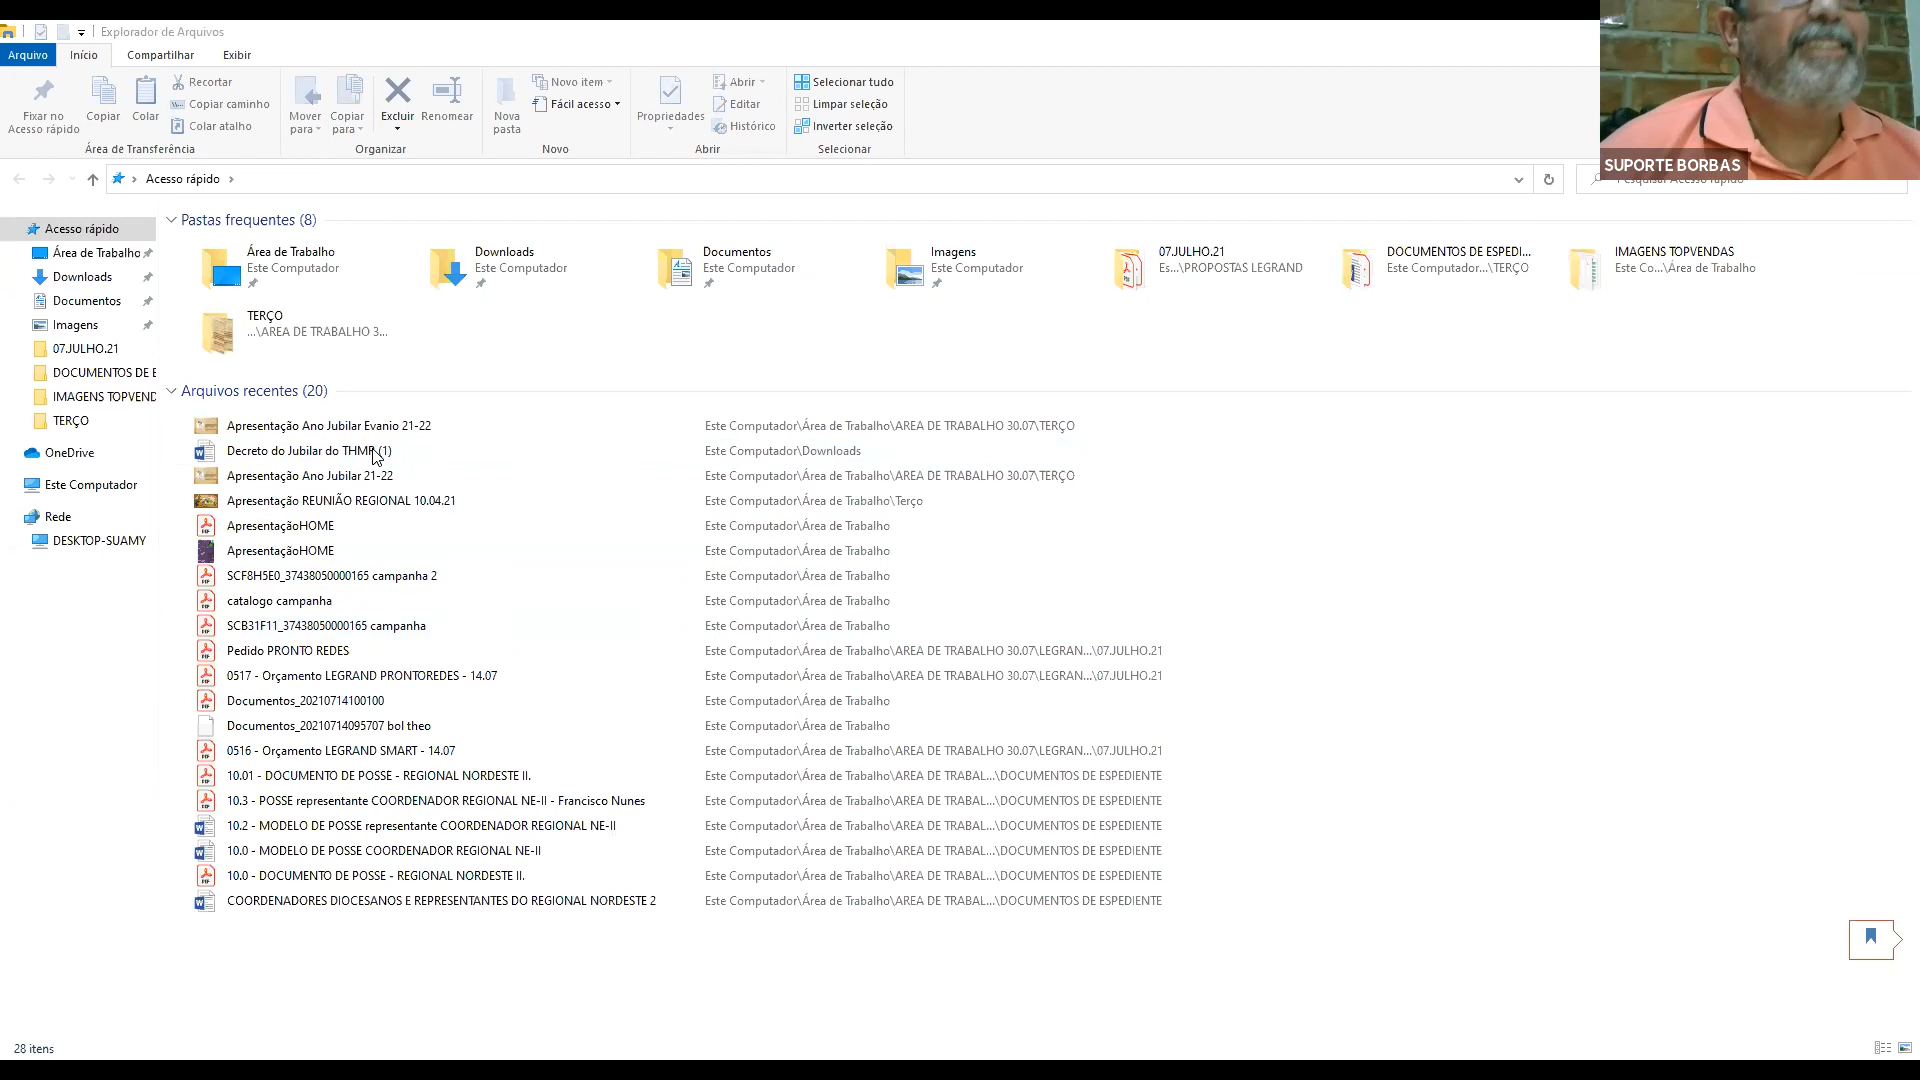 Explorador de Arquivos
Arquivo Início Compartilhar Exibir
Fixar no Acesso rápido
Copiar
Colar
Recortar
Copiar caminho
Colar atalho
Área de Transferência
Mover para
Copiar para
Excluir
Renomear
Organizar
Nova pasta
Novo item
Fácil acesso
Novo
Propriedades
Abrir
Editar
Histórico
Abrir
Selecionar tudo
Limpar seleção
Inverter seleção
Selecionar
SUPORTE BORBAS
Acesso rápido
Pesquisar Acesso rápido
Acesso rápido
Área de Trabalho
Downloads
Documentos
Imagens
07.JULHO.21
DOCUMENTOS DE E
IMAGENS TOPVEND
TERÇO
OneDrive
Este Computador
Rede
DESKTOP-SUAMY
Pastas frequentes (8)
Área de Trabalho
Este Computador
Downloads
Este Computador
Documentos
Este Computador
Imagens
Este Computador
07.JULHO.21
Es...\PROPOSTAS LEGRAND
DOCUMENTOS DE ESPEDI...
Este Computador...\TERÇO
IMAGENS TOPVENDAS
Este Co...\Área de Trabalho
TERÇO
...\AREA DE TRABALHO 3...
Arquivos recentes (20)
Apresentação Ano Jubilar Evanio 21-22 Este Computador\Área de Trabalho\AREA DE TRABALHO 30.07\TERÇO
Decreto do Jubilar do THMR (1) Este Computador\Downloads
Apresentação Ano Jubilar 21-22 Este Computador\Área de Trabalho\AREA DE TRABALHO 30.07\TERÇO
Apresentação REUNIÃO REGIONAL 10.04.21 Este Computador\Área de Trabalho\Terço
ApresentaçãoHOME Este Computador\Área de Trabalho
ApresentaçãoHOME Este Computador\Área de Trabalho
SCF8H5E0_37438050000165 campanha 2 Este Computador\Área de Trabalho
catalogo campanha Este Computador\Área de Trabalho
SCB31F11_37438050000165 campanha Este Computador\Área de Trabalho
Pedido PRONTO REDES Este Computador\Área de Trabalho\AREA DE TRABALHO 30.07\LEGRAN...\07.JULHO.21
0517 - Orçamento LEGRAND PRONTOREDES - 14.07 Este Computador\Área de Trabalho\AREA DE TRABALHO 30.07\LEGRAN...\07.JULHO.21
Documentos_20210714100100 Este Computador\Área de Trabalho
Documentos_20210714095707 bol theo Este Computador\Área de Trabalho
0516 - Orçamento LEGRAND SMART - 14.07 Este Computador\Área de Trabalho\AREA DE TRABALHO 30.07\LEGRAN...\07.JULHO.21
10.01 - DOCUMENTO DE POSSE - REGIONAL NORDESTE II. Este Computador\Área de Trabalho\AREA DE TRABAL...\DOCUMENTOS DE ESPEDIENTE
10.3 - POSSE representante COORDENADOR REGIONAL NE-II - Francisco Nunes Este Computador\Área de Trabalho\AREA DE TRABAL...\DOCUMENTOS DE ESPEDIENTE
10.2 - MODELO DE POSSE representante COORDENADOR REGIONAL NE-II Este Computador\Área de Trabalho\AREA DE TRABAL...\DOCUMENTOS DE ESPEDIENTE
10.0 - MODELO DE POSSE COORDENADOR REGIONAL NE-II Este Computador\Área de Trabalho\AREA DE TRABAL...\DOCUMENTOS DE ESPEDIENTE
10.0 - DOCUMENTO DE POSSE - REGIONAL NORDESTE II. Este Computador\Área de Trabalho\AREA DE TRABAL...\DOCUMENTOS DE ESPEDIENTE
COORDENADORES DIOCESANOS E REPRESENTANTES DO REGIONAL NORDESTE 2 Este Computador\Área de Trabalho\AREA DE TRABAL...\DOCUMENTOS DE ESPEDIENTE
28 itens